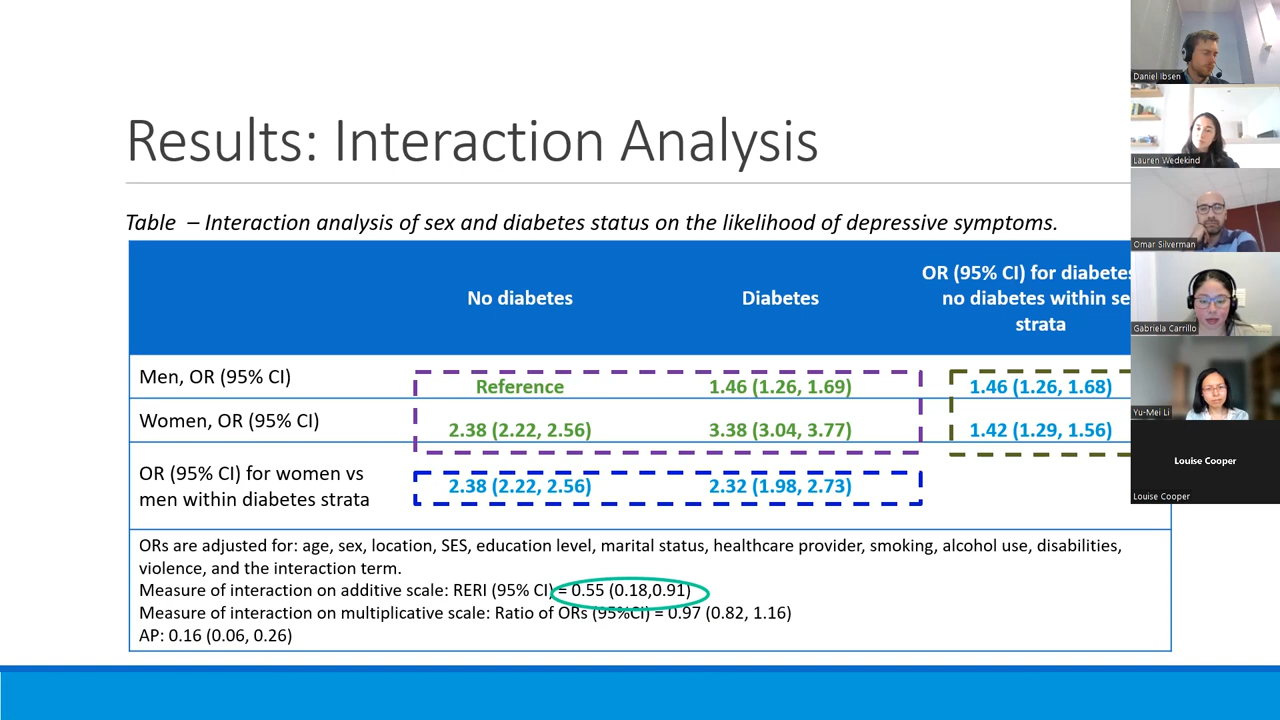 Results: Interaction Analysis
Table – Interaction analysis of sex and diabetes status on the likelihood of depressive symptoms.
No diabetes
Diabetes
OR (95% CI) for diabetes
no diabetes within se
strata
Men, OR (95% CI)
Reference
1.46 (1.26, 1.69)
1.46 (1.26, 1.68)
Women, OR (95% CI)
2.38 (2.22, 2.56)
3.38 (3.04, 3.77)
1.42 (1.29, 1.56)
OR (95% CI) for women vs
men within diabetes strata
2.38 (2.22, 2.56)
2.32 (1.98, 2.73)
ORs are adjusted for: age, sex, location, SES, education level, marital status, healthcare provider, smoking, alcohol use, disabilities,
violence, and the interaction term.
Measure of interaction on additive scale: RERI (95% CI) = 0.55 (0.18,0.91)
Measure of interaction on multiplicative scale: Ratio of ORs (95%CI) = 0.97 (0.82, 1.16)
AP: 0.16 (0.06, 0.26)
Daniel Ibsen
Lauren Wedekind
Omar Silverman
Gabriela Carrillo
Yu-Mei Li
Louise Cooper
Louise Cooper